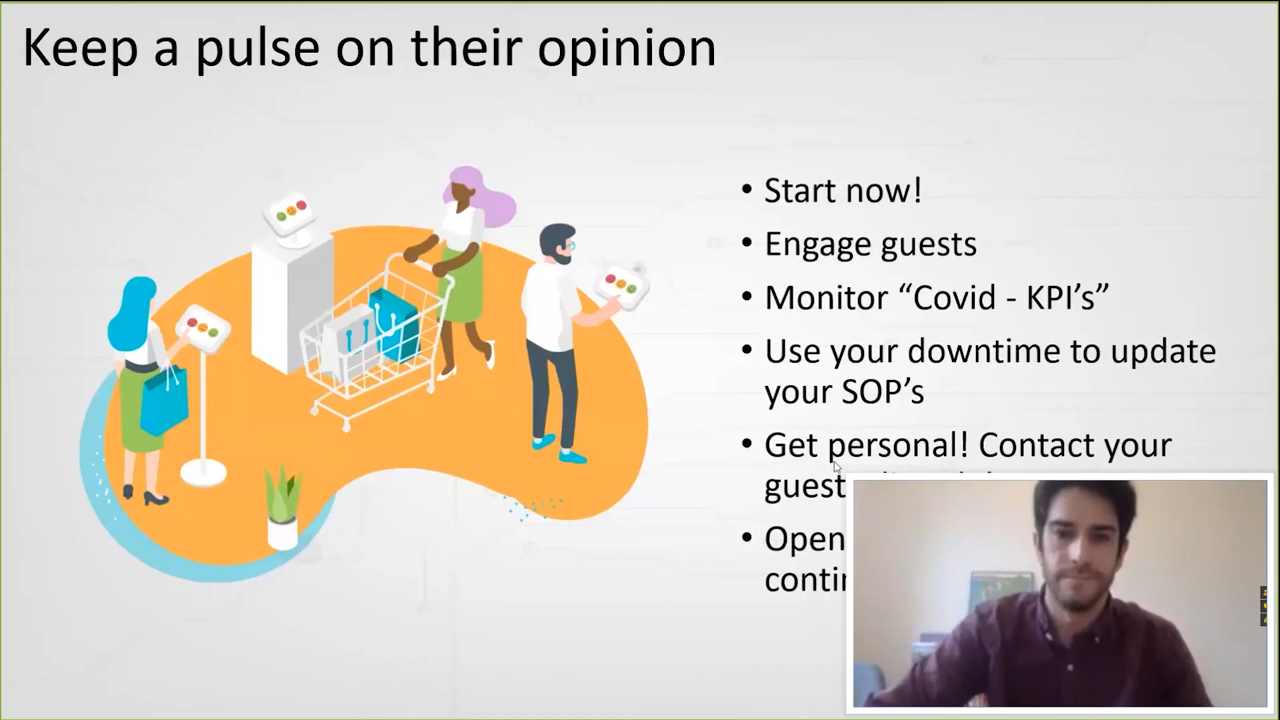 Keep a pulse on their opinion
• Start now!
• Engage guests
• Monitor “Covid - KPI’s”
• Use your downtime to update
your SOP’s
• Get personal! Contact your
guest
• Open